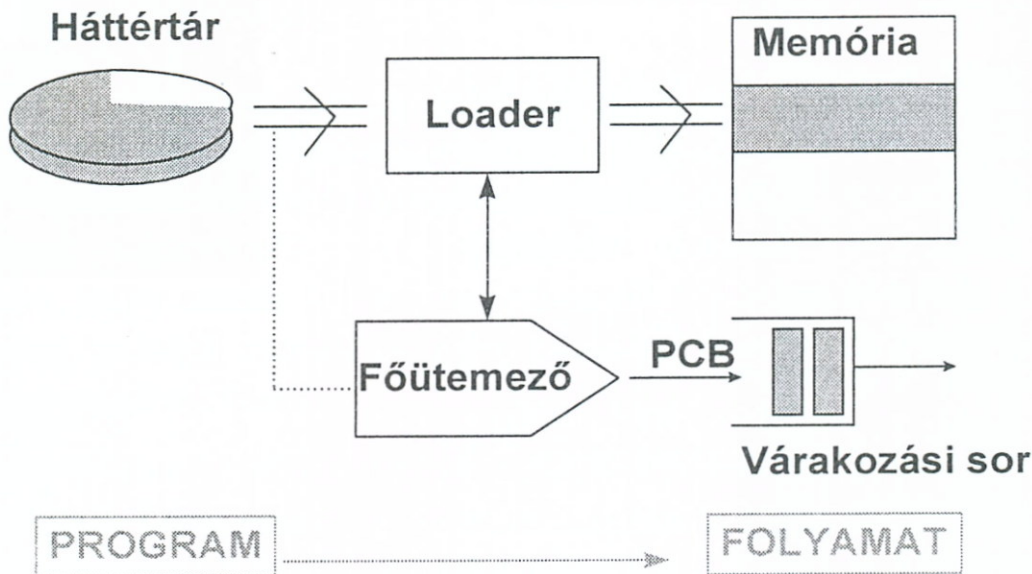 Háttértár
Loader
Memória
Főütemező
PCB
Várakozási sor
PROGRAM
FOLYAMAT